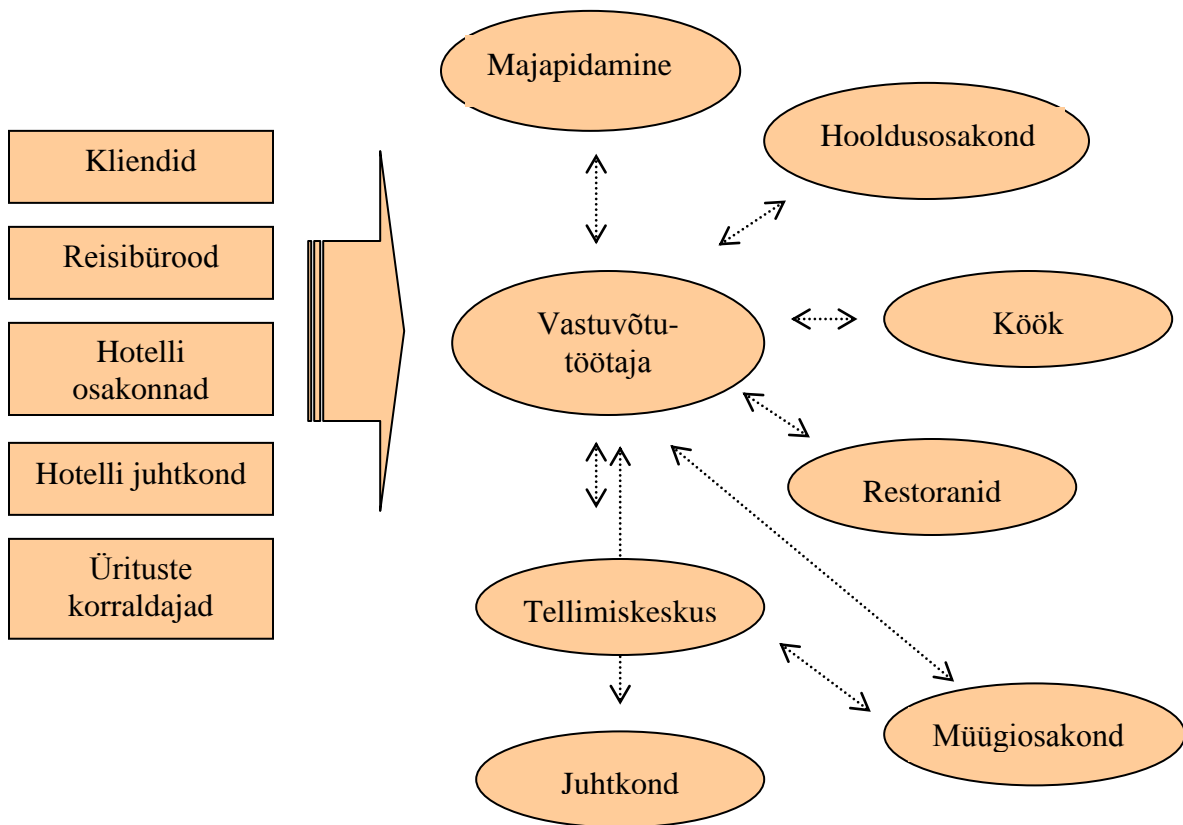 Kliendid
Reisibürood
Hotelli
osakonnad
Hotelli juhtkond
Ürituste
korraldajad
Majapidamine
Hooldusosakond
Vastuvõtu-
töötaja
Köök
Restoranid
Tellimiskeskus
Müügiosakond
Juhtkond